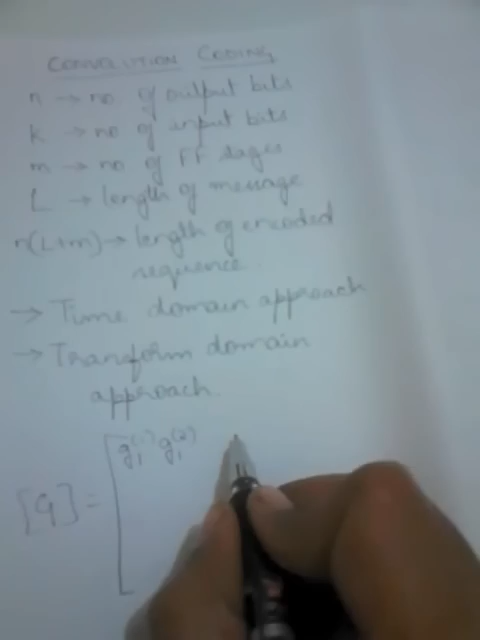 CONVOLUTION CODING
n → no. of output bits
k → no of input bits
m → no of FF stages
L → length of message
n(L+m) → length of encoded
sequence
→ Time domain approach
→ Transform domain
approach.
[G] = [ g₁⁽¹⁾ g₁⁽²⁾